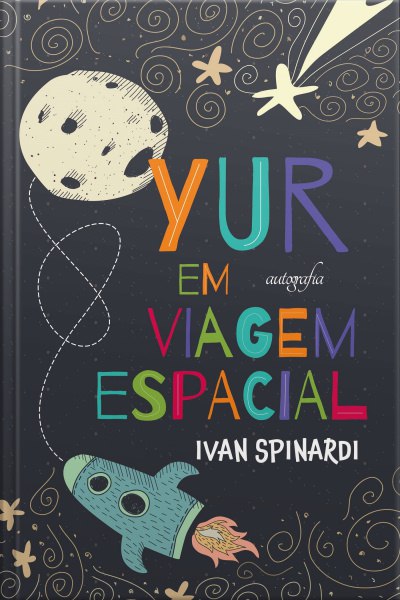 YUR
EM
autografia
VIAGEM
ESPACIAL
IVAN SPINARDI